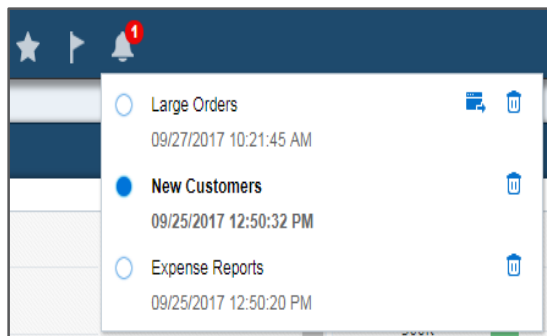 1
Large Orders
09/27/2017 10:21:45 AM
New Customers
09/25/2017 12:50:32 PM
Expense Reports
09/25/2017 12:50:20 PM